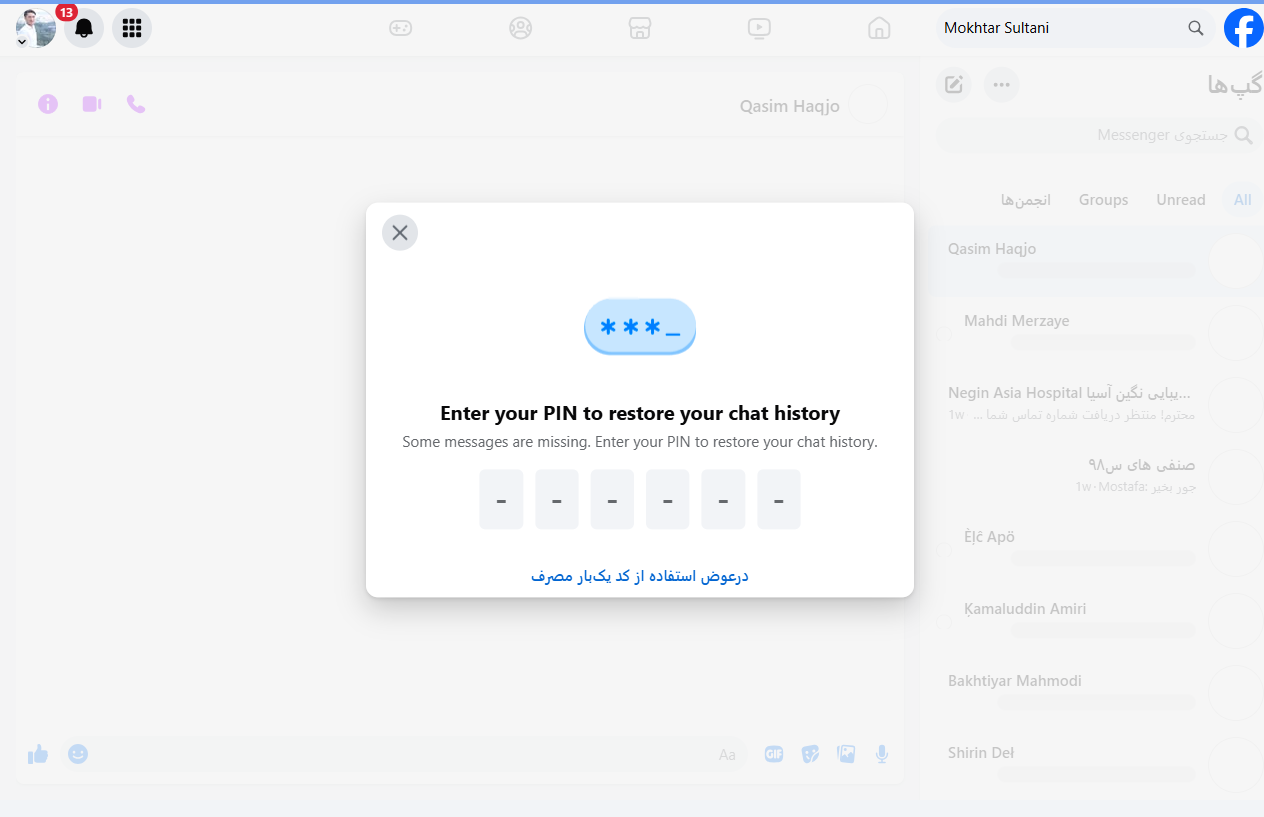 13
Mokhtar Sultani
گپ‌ها
جستجوی Messenger
All
Unread
Groups
انجمن‌ها
Qasim Haqjo
Qasim Haqjo
Mahdi Merzaye
Negin Asia Hospital یبایی نگین آسیا...
محترم! منتظر دریافت شماره تماس شما ... · 1w
صنفی های س۹۸
Mostafa: جور بخیر · 1w
Èļĉ Apö
Ķamaluddin Amiri
Bakhtiyar Mahmodi
Shirin Deł
***_
Enter your PIN to restore your chat history
Some messages are missing. Enter your PIN to restore your chat history.
- - - - - -
درعوض استفاده از کد یک‌بار مصرف
Aa
GIF